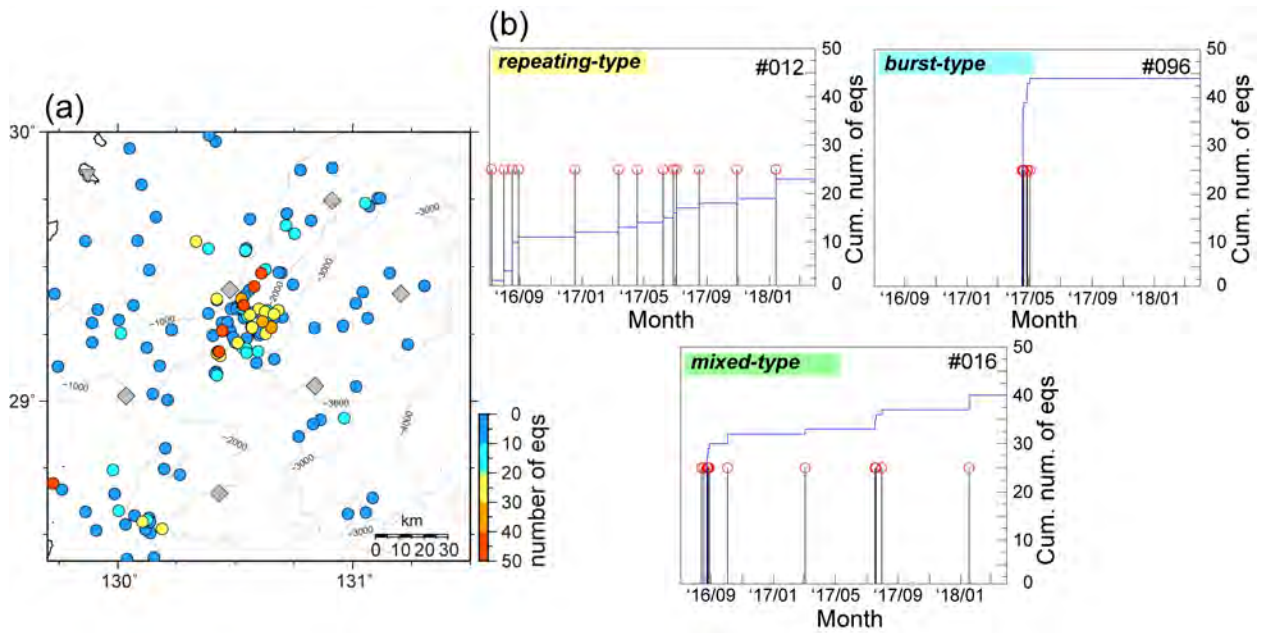 (a)
30°
29°
130°
131°
-3000
-3000
-2000
-1000
-1000
-3000
-4000
-2000
-3000
-3000
km
0 10 20 30
0
10
20
30
40
50
number of eqs
(b)
repeating-type
#012
50
40
30
20
10
0
Cum. num. of eqs
'16/09 '17/01 '17/05 '17/09 '18/01
Month
burst-type
#096
50
40
30
20
10
0
Cum. num. of eqs
'16/09 '17/01 '17/05 '17/09 '18/01
Month
mixed-type
#016
50
40
30
20
10
0
Cum. num. of eqs
'16/09 '17/01 '17/05 '17/09 '18/01
Month